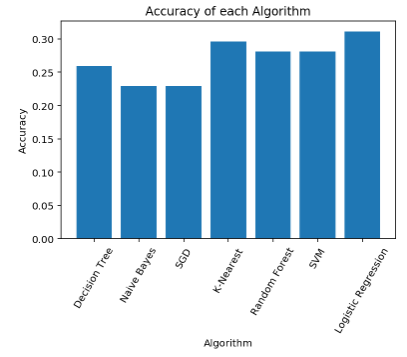 Accuracy of each Algorithm
Accuracy
0.30
0.25
0.20
0.15
0.10
0.05
0.00
Decision Tree
Naive Bayes
SGD
K-Nearest
Random Forest
SVM
Logistic Regression
Algorithm